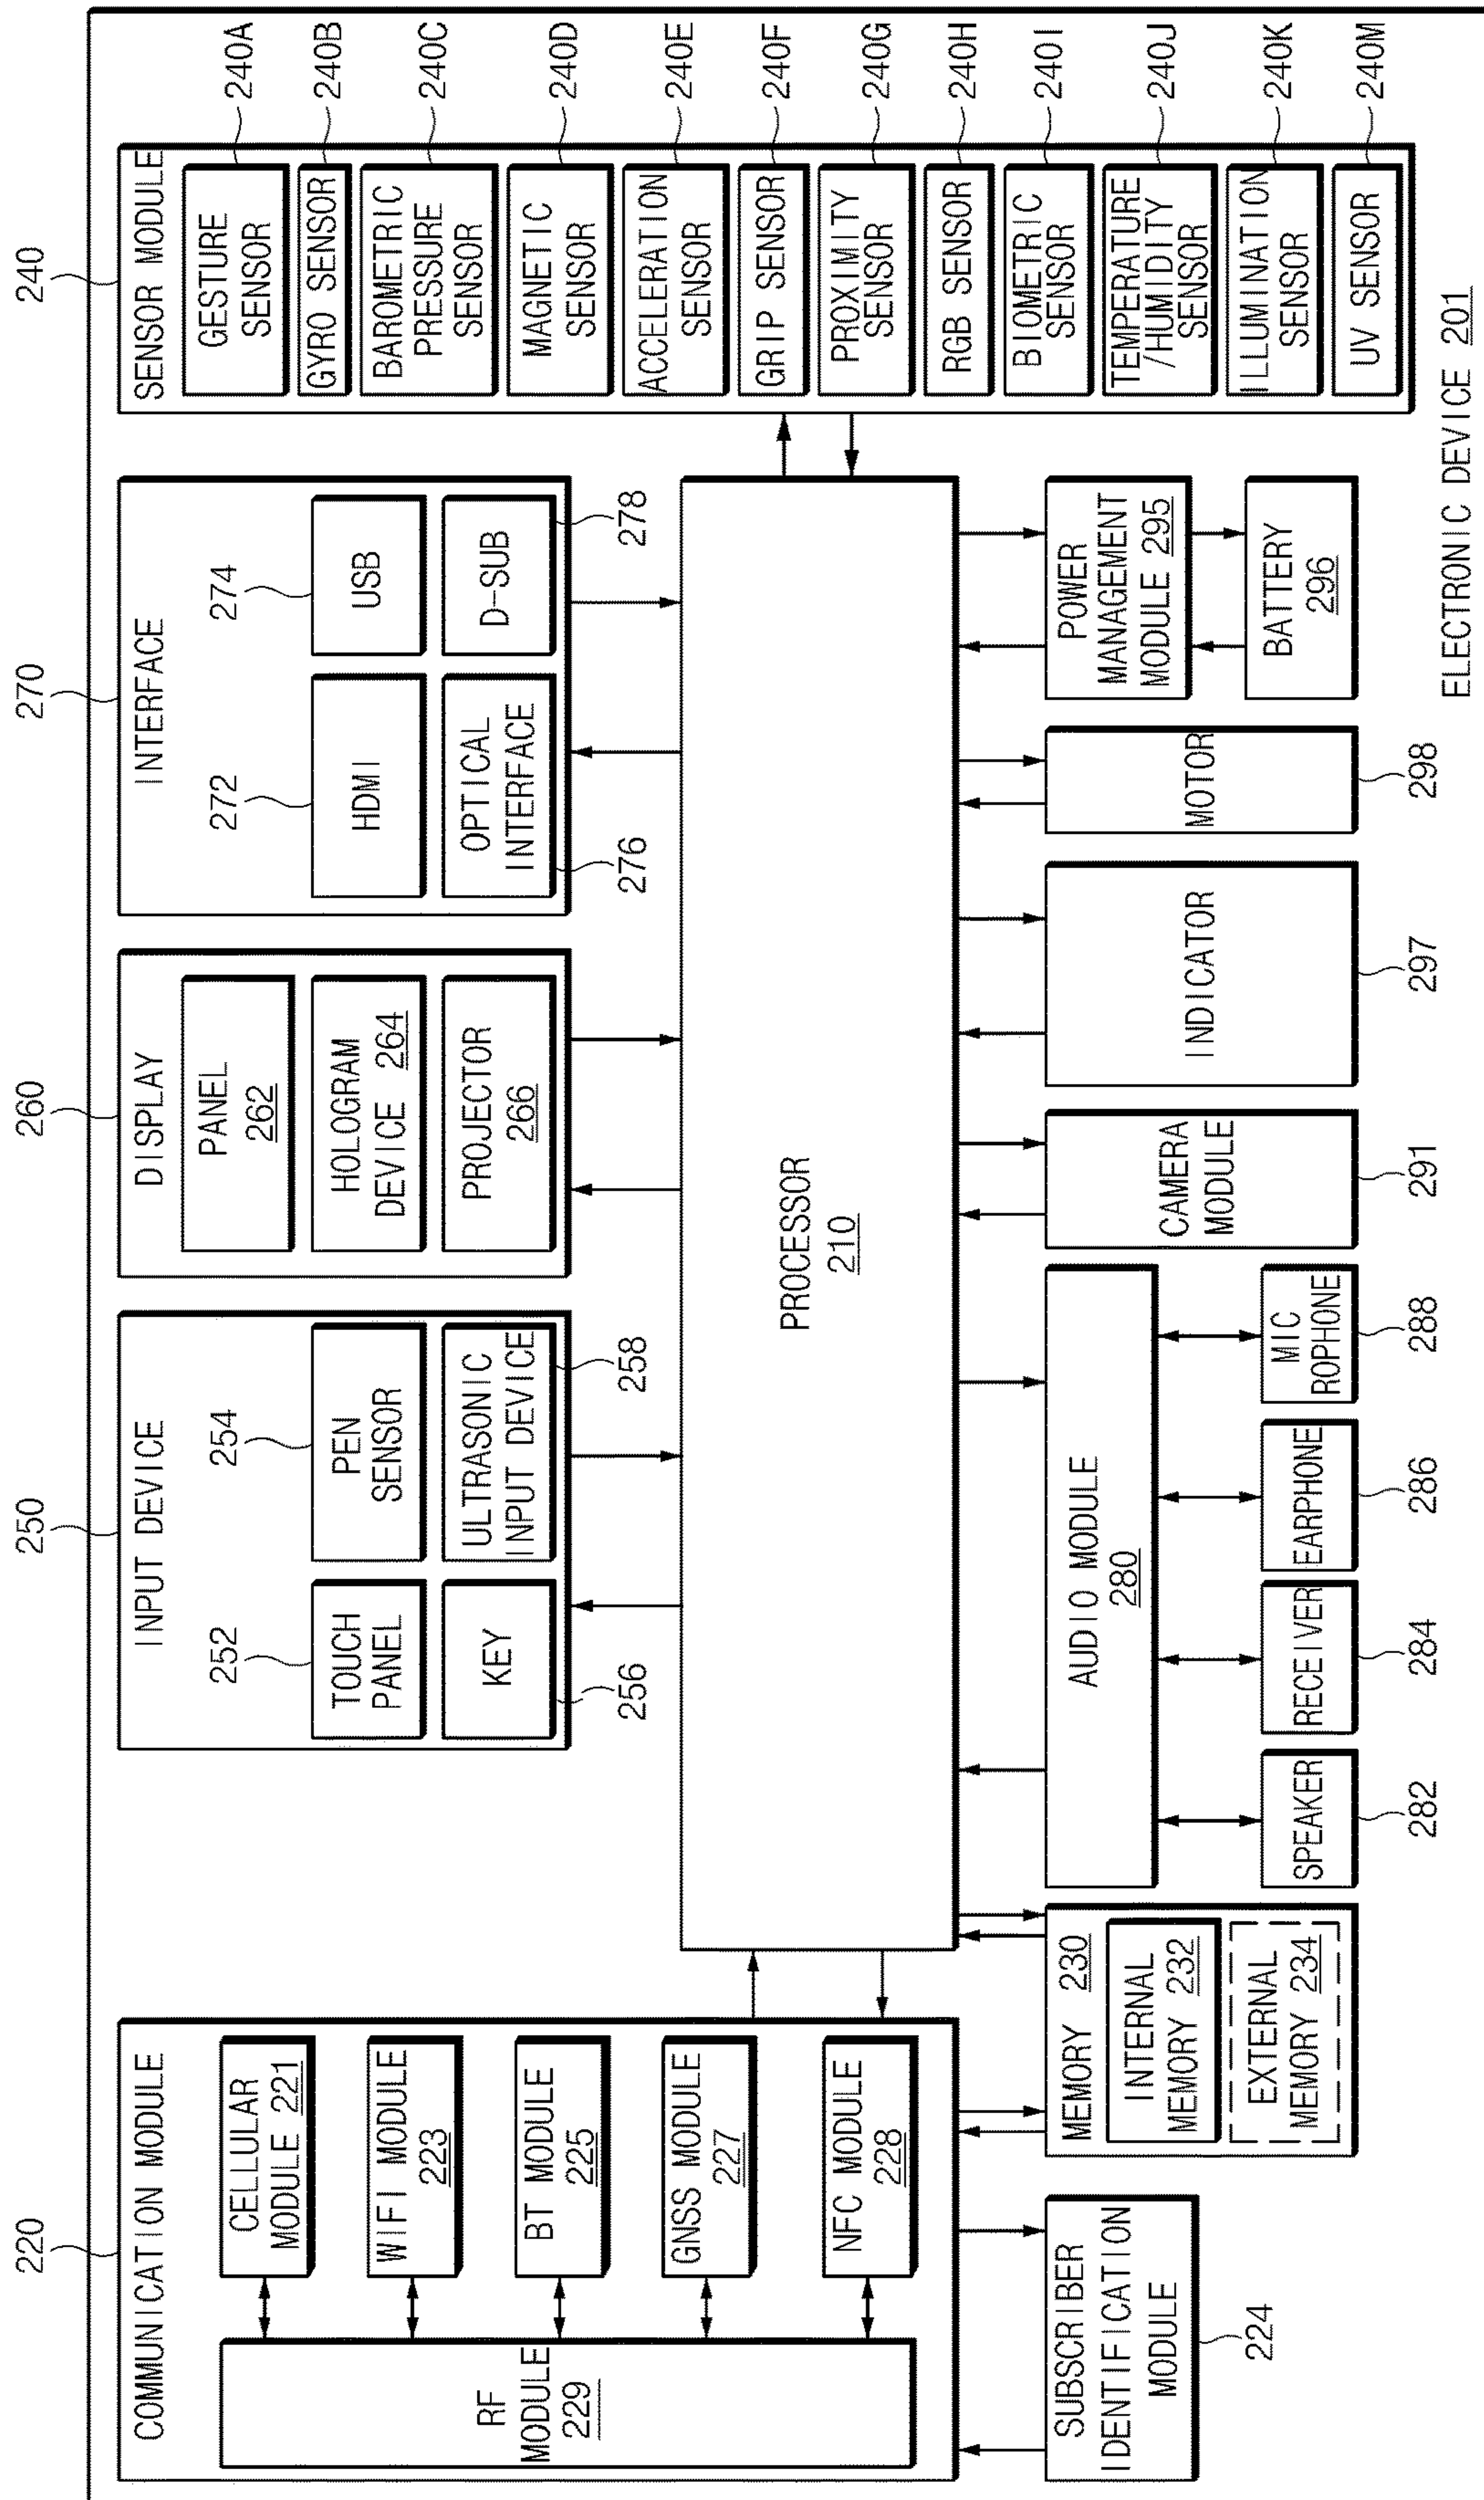 220
COMMUNICATION MODULE
CELLULAR
MODULE 221
WIFI MODULE
223
BT MODULE
225
GNSS MODULE
227
NFC MODULE
228
RF
MODULE
229
SUBSCRIBER
IDENTIFICATION
MODULE
224
250
INPUT DEVICE
252
254
TOUCH
PANEL
PEN
SENSOR
KEY
ULTRASONIC
INPUT DEVICE
256
258
260
DISPLAY
PANEL
262
HOLOGRAM
DEVICE 264
PROJECTOR
266
270
INTERFACE
272
274
HDMI
USB
OPTICAL
INTERFACE
D-SUB
276
278
240
SENSOR MODULE
GESTURE
SENSOR
240A
GYRO SENSOR
240B
BAROMETRIC
PRESSURE
SENSOR
240C
MAGNETIC
SENSOR
240D
ACCELERATION
SENSOR
240E
GRIP SENSOR
240F
PROXIMITY
SENSOR
240G
RGB SENSOR
240H
BIOMETRIC
SENSOR
240I
TEMPERATURE
/HUMIDITY
SENSOR
240J
ILLUMINATION
SENSOR
240K
UV SENSOR
240M
PROCESSOR
210
MEMORY 230
INTERNAL
MEMORY 232
EXTERNAL
MEMORY 234
AUDIO MODULE
280
SPEAKER
282
RECEIVER
284
EARPHONE
286
MIC
ROPHONE
288
CAMERA
MODULE
291
INDICATOR
297
MOTOR
298
POWER
MANAGEMENT
MODULE 295
BATTERY
296
ELECTRONIC DEVICE 201